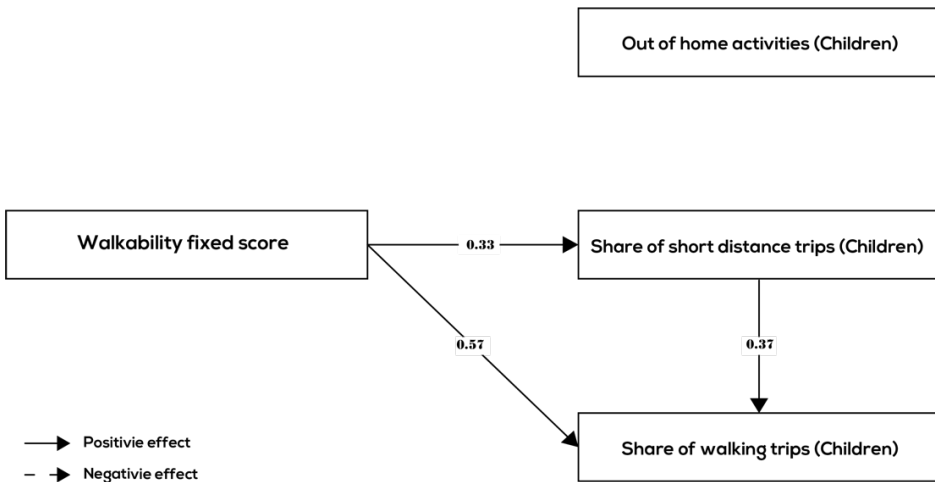 Out of home activities (Children)
Walkability fixed score
0.33
Share of short distance trips (Children)
0.57
0.37
Share of walking trips (Children)
Positivie effect
Negativie effect